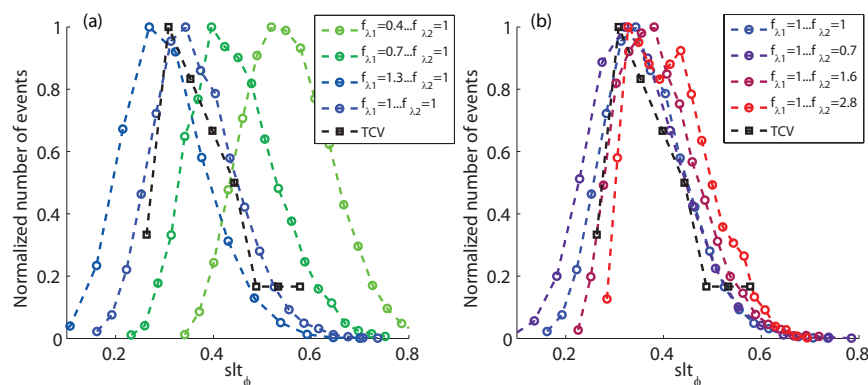 (a)
Normalized number of events
1
0.8
0.6
0.4
0.2
0
0.2
0.4
0.6
0.8
slt_ϕ
f_λ1=0.4...f_λ2=1
f_λ1=0.7...f_λ2=1
f_λ1=1.3...f_λ2=1
f_λ1=1...f_λ2=1
TCV
(b)
Normalized number of events
1
0.8
0.6
0.4
0.2
0
0.2
0.4
0.6
0.8
slt_ϕ
f_λ1=1...f_λ2=1
f_λ1=1...f_λ2=0.7
f_λ1=1...f_λ2=1.6
f_λ1=1...f_λ2=2.8
TCV